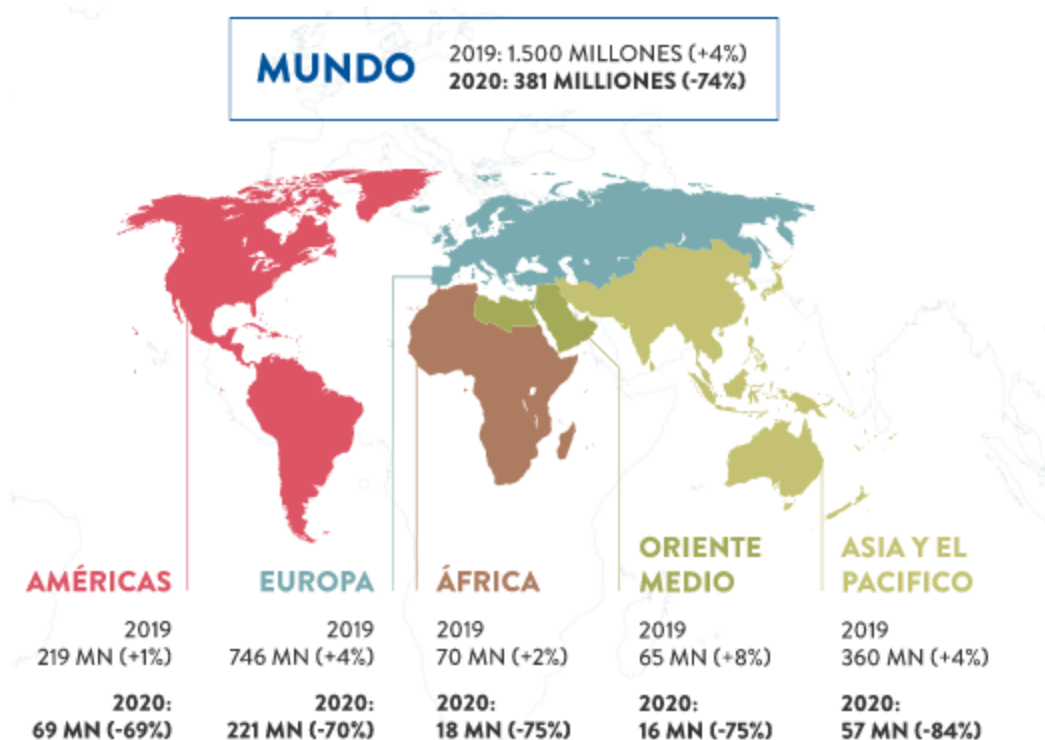 MUNDO
2019: 1.500 MILLONES (+4%)
2020: 381 MILLIONES (-74%)
AMÉRICAS
2019
219 MN (+1%)
2020:
69 MN (-69%)
EUROPA
2019
746 MN (+4%)
2020:
221 MN (-70%)
ÁFRICA
2019
70 MN (+2%)
2020:
18 MN (-75%)
ORIENTE
MEDIO
2019
65 MN (+8%)
2020:
16 MN (-75%)
ASIA Y EL
PACIFICO
2019
360 MN (+4%)
2020:
57 MN (-84%)